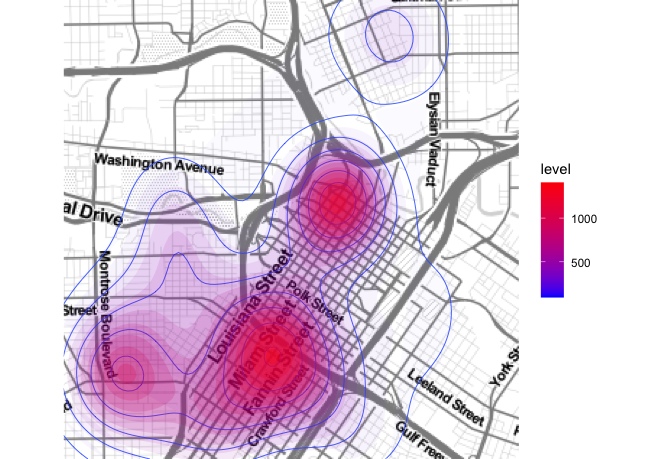 Elysian Viaduct
Washington Avenue
al Drive
Montrose Boulevard
Louisiana Street
Polk Street
Street
Milam Street
Fannin Street
Crawford Street
Leeland Street
York St
Gulf Freew
level
1000
500